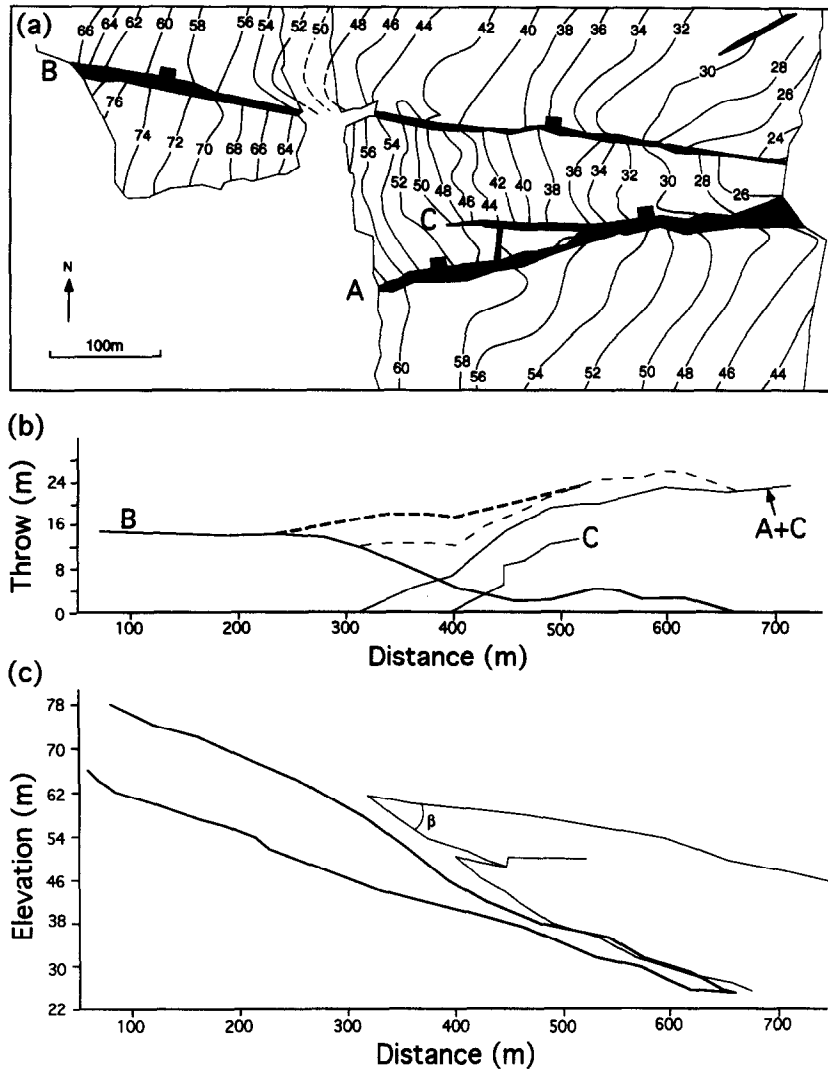 (a)
66 64 62 60 58 56 54 52 50 48 46 44 42 40 38 36 34 32
B
30 28 26 24
76 74 72 70 68 66 64
56 54 52 50 48 46 44 42 40 38 36 34 32 30 28 26
C
A
N
100m
60 58 56 54 52 50 48 46 44
(b)
Throw (m)
24
16
8
0
B
C
A+C
100 200 300 400 500 600 700
Distance (m)
(c)
Elevation (m)
78
70
62
54
46
38
30
22
β
100 200 300 400 500 600 700
Distance (m)